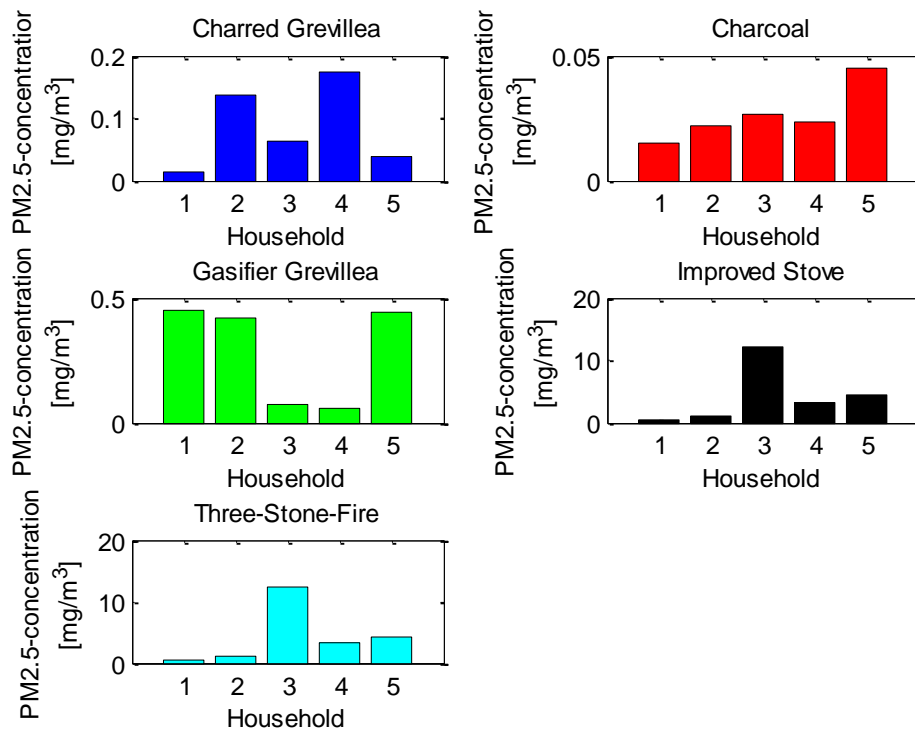 Charred Grevillea
PM2.5-concentration
[mg/m³]
0.2
0.1
0
1 2 3 4 5
Household
Charcoal
PM2.5-concentration
[mg/m³]
0.05
0
1 2 3 4 5
Household
Gasifier Grevillea
PM2.5-concentration
[mg/m³]
0.5
0
1 2 3 4 5
Household
Improved Stove
PM2.5-concentration
[mg/m³]
20
10
0
1 2 3 4 5
Household
Three-Stone-Fire
PM2.5-concentration
[mg/m³]
20
10
0
1 2 3 4 5
Household